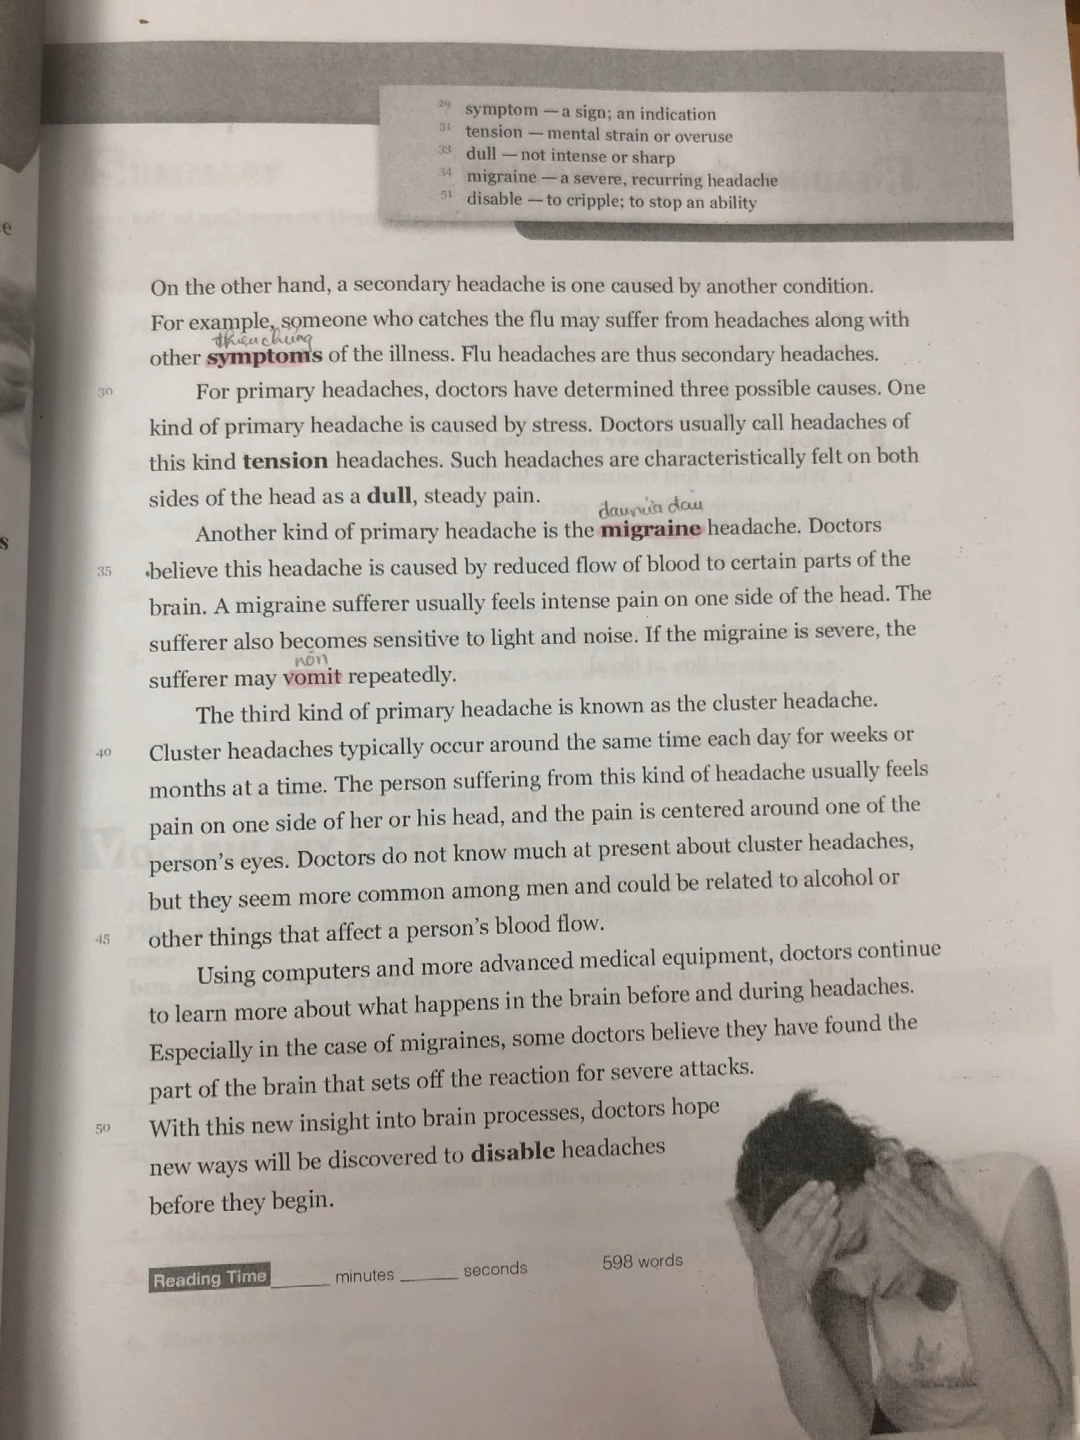 29 symptom — a sign; an indication
31 tension — mental strain or overuse
33 dull — not intense or sharp
34 migraine — a severe, recurring headache
51 disable — to cripple; to stop an ability
On the other hand, a secondary headache is one caused by another condition.
For example, someone who catches the flu may suffer from headaches along with
other symptoms of the illness. Flu headaches are thus secondary headaches.
30 For primary headaches, doctors have determined three possible causes. One
kind of primary headache is caused by stress. Doctors usually call headaches of
this kind tension headaches. Such headaches are characteristically felt on both
sides of the head as a dull, steady pain.
đau nửa đầu
Another kind of primary headache is the migraine headache. Doctors
35 believe this headache is caused by reduced flow of blood to certain parts of the
brain. A migraine sufferer usually feels intense pain on one side of the head. The
sufferer also becomes sensitive to light and noise. If the migraine is severe, the
nôn
sufferer may vomit repeatedly.
The third kind of primary headache is known as the cluster headache.
40 Cluster headaches typically occur around the same time each day for weeks or
months at a time. The person suffering from this kind of headache usually feels
pain on one side of her or his head, and the pain is centered around one of the
person's eyes. Doctors do not know much at present about cluster headaches,
but they seem more common among men and could be related to alcohol or
45 other things that affect a person's blood flow.
Using computers and more advanced medical equipment, doctors continue
to learn more about what happens in the brain before and during headaches.
Especially in the case of migraines, some doctors believe they have found the
part of the brain that sets off the reaction for severe attacks.
50 With this new insight into brain processes, doctors hope
new ways will be discovered to disable headaches
before they begin.
Reading Time ______ minutes ______ seconds 598 words